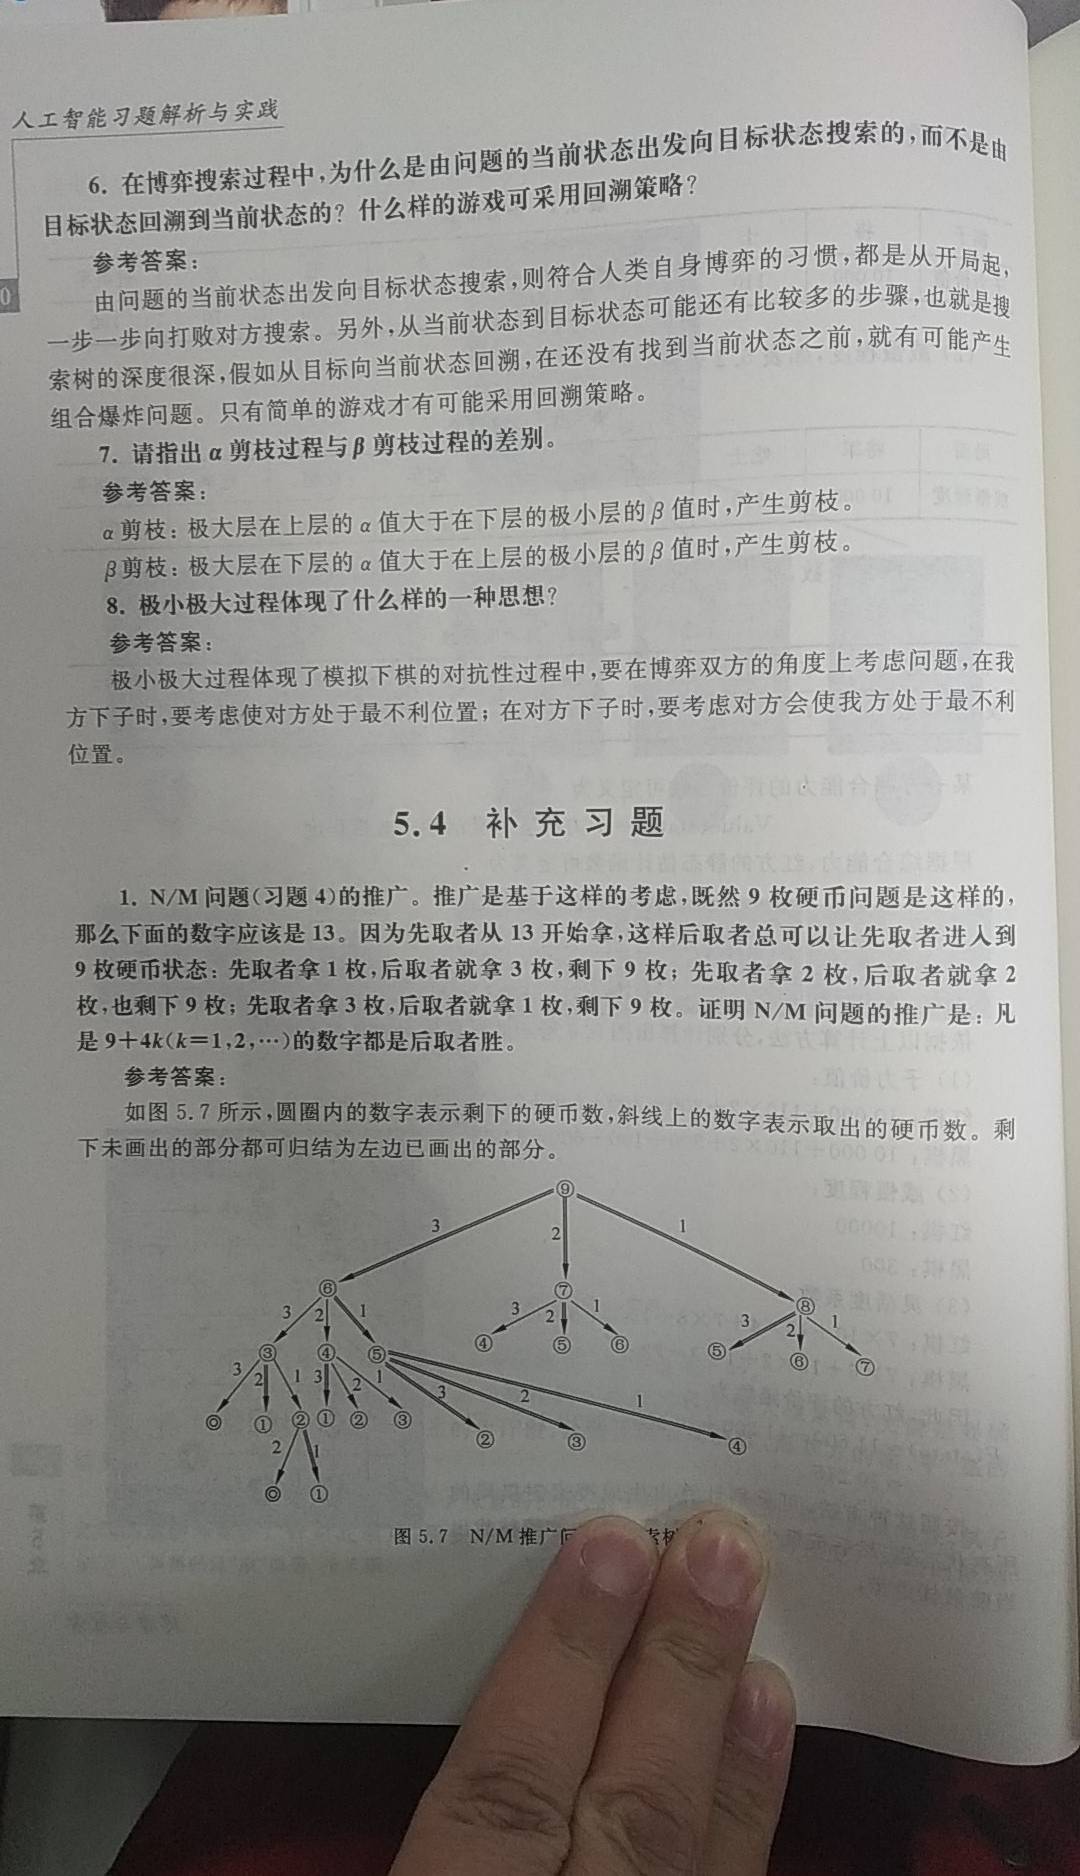 人工智能习题解析与实践
6. 在博弈搜索过程中,为什么是由问题的当前状态出发向目标状态搜索的,而不是由
目标状态回溯到当前状态的? 什么样的游戏可采用回溯策略?
参考答案:
由问题的当前状态出发向目标状态搜索,则符合人类自身博弈的习惯,都是从开局起,
一步一步向打败对方搜索。另外,从当前状态到目标状态可能还有比较多的步骤,也就是搜
索树的深度很深,假如从目标向当前状态回溯,在还没有找到当前状态之前,就有可能产生
组合爆炸问题。只有简单的游戏才有可能采用回溯策略。
7. 请指出α剪枝过程与β剪枝过程的差别。
参考答案:
α剪枝: 极大层在上层的α值大于在下层的极小层的β值时,产生剪枝。
β剪枝: 极大层在下层的α值大于在上层的极小层的β值时,产生剪枝。
8. 极小极大过程体现了什么样的一种思想?
参考答案:
极小极大过程体现了模拟下棋的对抗性过程中,要在博弈双方的角度上考虑问题,在我
方下子时,要考虑使对方处于最不利位置; 在对方下子时,要考虑对方会使我方处于最不利
位置。
5.4 补充习题
1. N/M 问题(习题 4)的推广。推广是基于这样的考虑,既然 9 枚硬币问题是这样的,
那么下面的数字应该是 13。因为先取者从 13 开始拿,这样后取者总可以让先取者进入到
9 枚硬币状态: 先取者拿 1 枚,后取者就拿 3 枚,剩下 9 枚; 先取者拿 2 枚,后取者就拿 2
枚,也剩下 9 枚; 先取者拿 3 枚,后取者就拿 1 枚,剩下 9 枚。证明 N/M 问题的推广是: 凡
是 9+4k(k=1,2,…)的数字都是后取者胜。
参考答案:
如图 5.7 所示,圆圈内的数字表示剩下的硬币数,斜线上的数字表示取出的硬币数。剩
下未画出的部分都可归结为左边已画出的部分。
⑨
3 2 1
⑥ ⑦ ⑧
3 2 1 3 2 1 3 2 1
③ ④ ⑤ ④ ⑤ ⑥ ⑤ ⑥ ⑦
3 2 1 3 2 1 3 2 1
⓪ ① ② ① ② ③ ② ③ ④
2 1
⓪ ①
图 5.7 N/M 推广